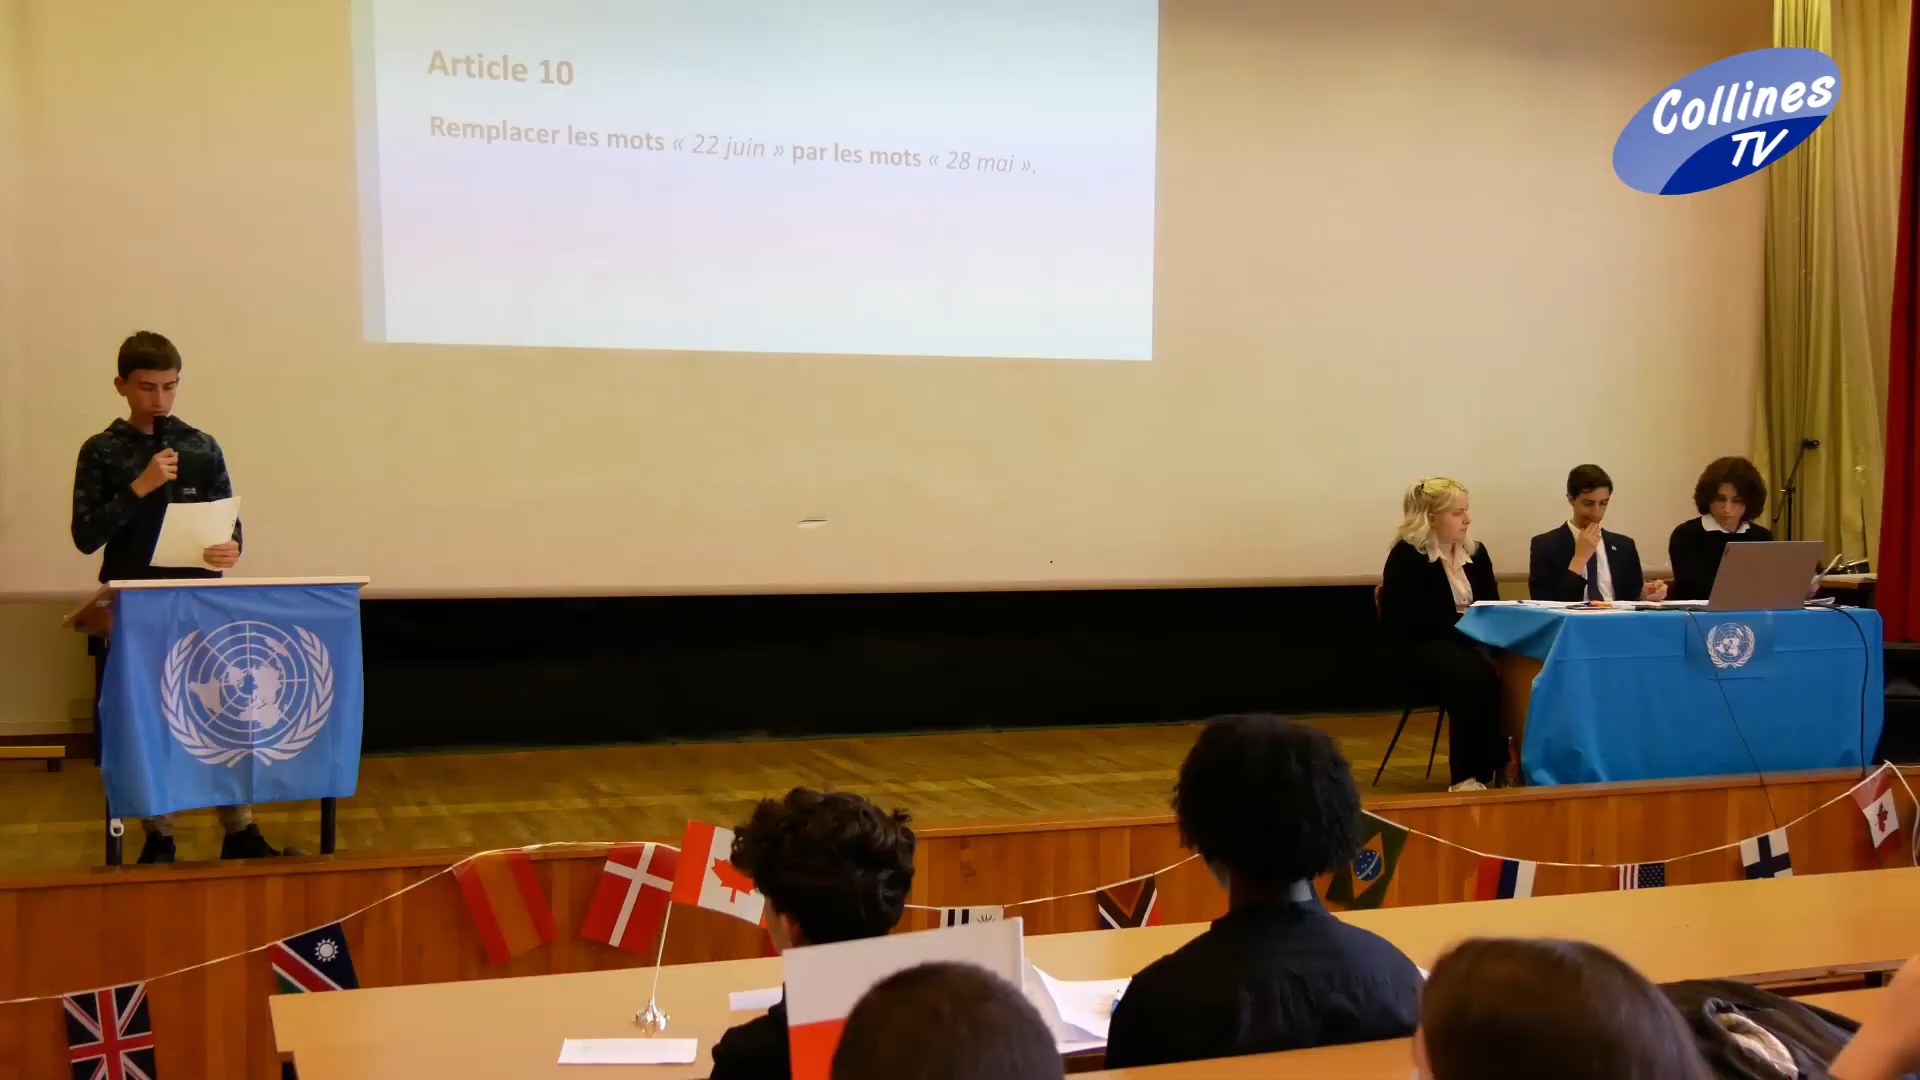 Article 10
Remplacer les mots « 22 juin » par les mots « 28 mai ».
Collines
TV